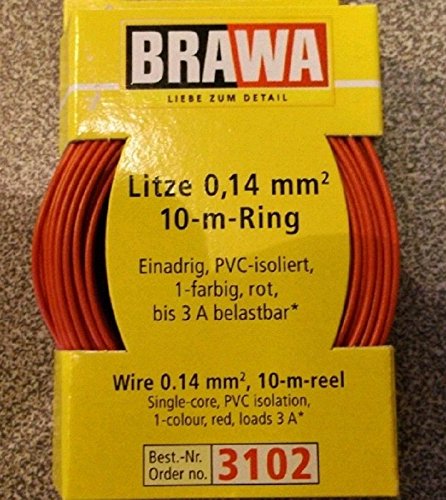 BRAWA
LIEBE ZUM DETAIL
Litze 0,14 mm²
10-m-Ring
Einadrig, PVC-isoliert,
1-farbig, rot,
bis 3 A belastbar*
Wire 0.14 mm², 10-m-reel
Single-core, PVC isolation,
1-colour, red, loads 3 A*
Best.-Nr.
Order no. 3102